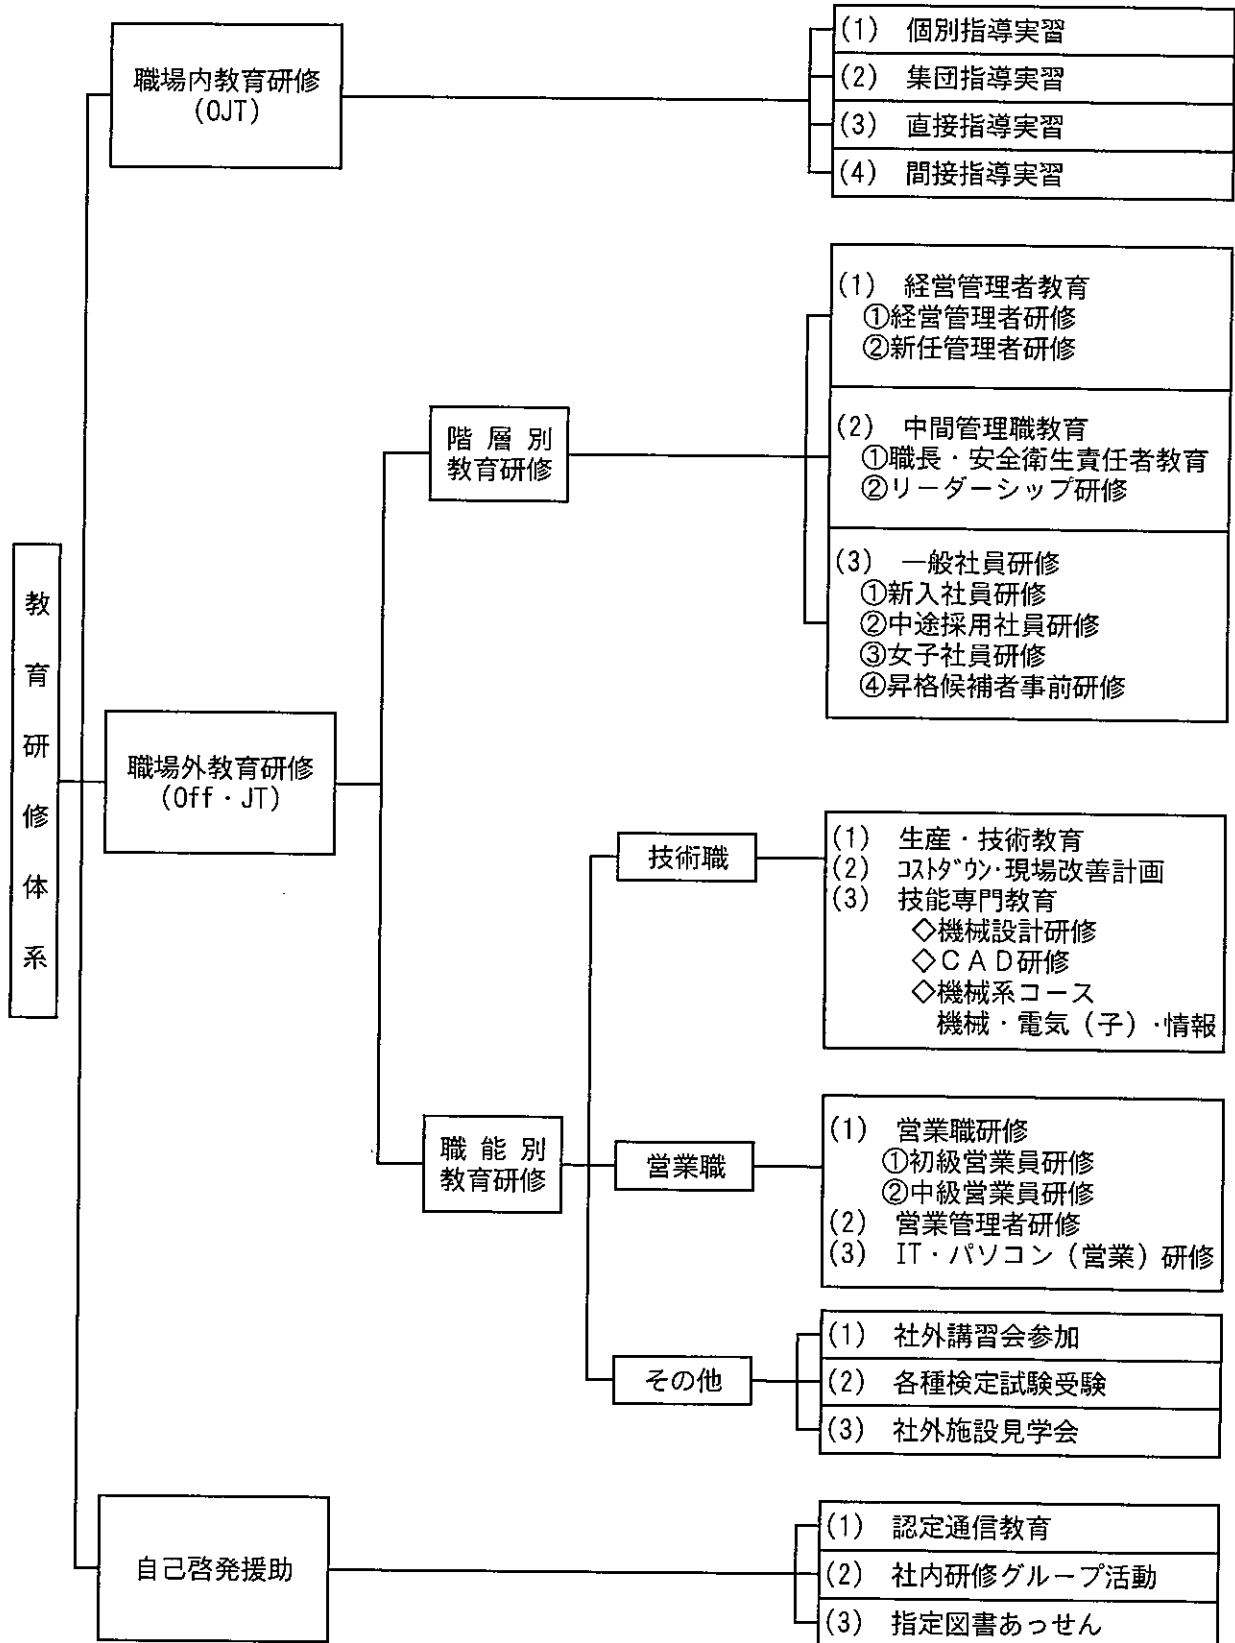 教育研修体系
職場内教育研修
(OJT)
(1) 個別指導実習
(2) 集団指導実習
(3) 直接指導実習
(4) 間接指導実習
職場外教育研修
(Off・JT)
階層別
教育研修
(1) 経営管理者教育
①経営管理者研修
②新任管理者研修
(2) 中間管理職教育
①職長・安全衛生責任者教育
②リーダーシップ研修
(3) 一般社員研修
①新入社員研修
②中途採用社員研修
③女子社員研修
④昇格候補者事前研修
職能別
教育研修
技術職
(1) 生産・技術教育
(2) ｺｽﾄﾀﾞｳﾝ･現場改善計画
(3) 技能専門教育
◇機械設計研修
◇ＣＡＤ研修
◇機械系コース
機械・電気（子）・情報
営業職
(1) 営業職研修
①初級営業員研修
②中級営業員研修
(2) 営業管理者研修
(3) IT・パソコン（営業）研修
その他
(1) 社外講習会参加
(2) 各種検定試験受験
(3) 社外施設見学会
自己啓発援助
(1) 認定通信教育
(2) 社内研修グループ活動
(3) 指定図書あっせん